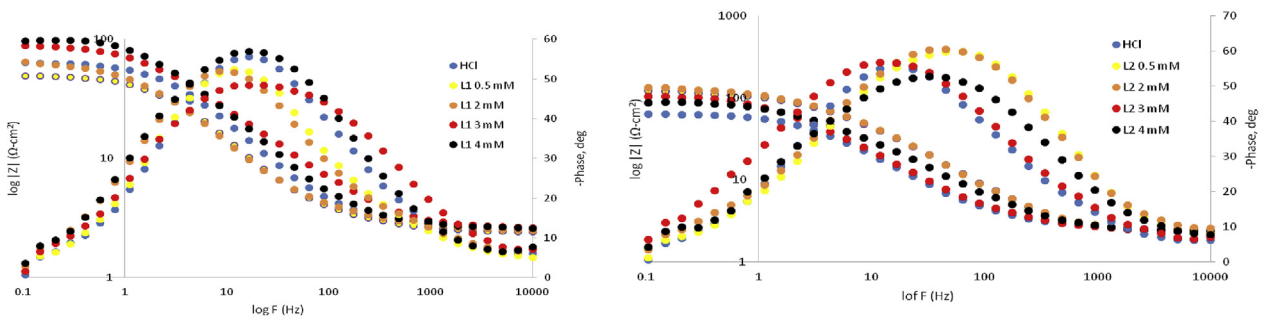 100
10
1
log |Z| (Ω-cm²)
60
50
40
30
20
10
0
-Phase, deg
0.1
1
10
100
1000
10000
log F (Hz)
HCl
L1 0.5 mM
L1 2 mM
L1 3 mM
L1 4 mM
1000
100
10
1
log |Z| (Ω-cm²)
70
60
50
40
30
20
10
0
-Phase, deg
0.1
1
10
100
1000
10000
lof F (Hz)
HCl
L2 0.5 mM
L2 2 mM
L2 3 mM
L2 4 mM